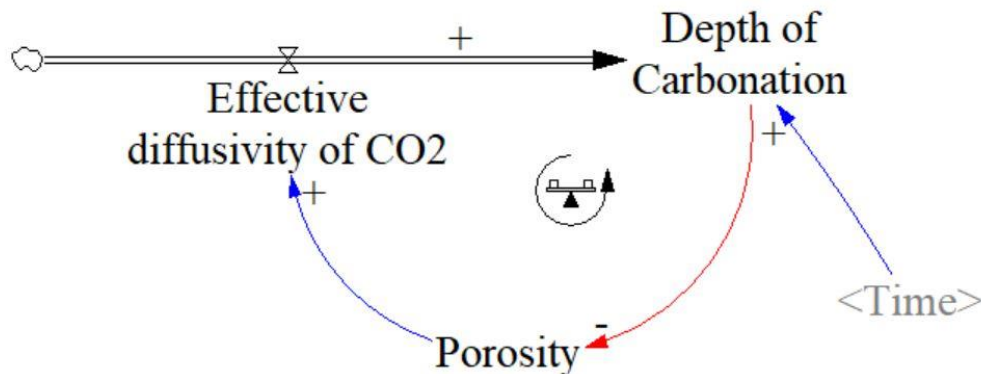 +
Depth of
Carbonation
Effective
diffusivity of CO2
+
+
<Time>
-
Porosity